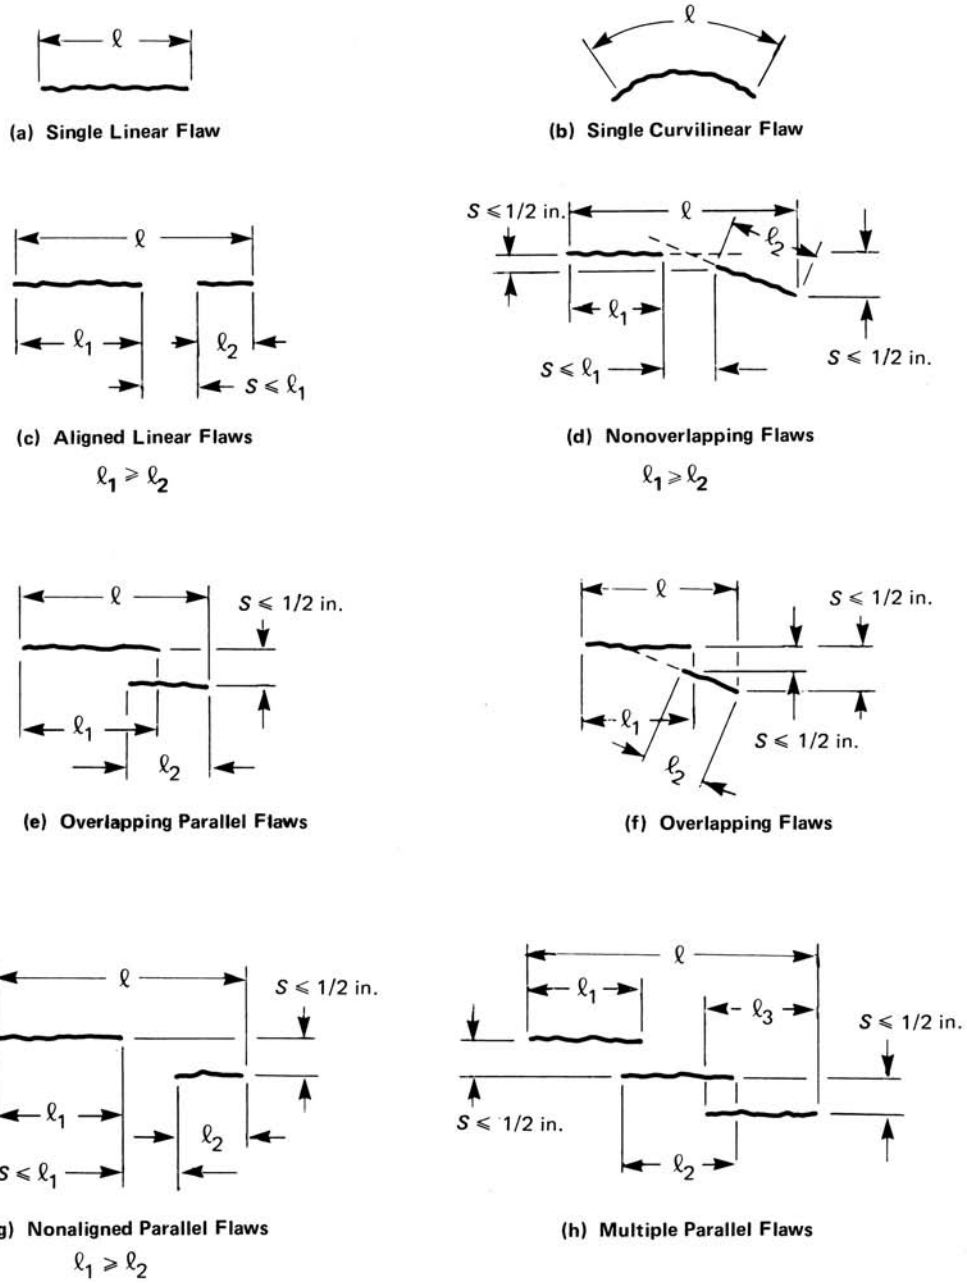 ℓ
(a) Single Linear Flaw
ℓ
(b) Single Curvilinear Flaw
ℓ
ℓ₁
ℓ₂
S ⩽ ℓ₁
(c) Aligned Linear Flaws
ℓ₁ ⩾ ℓ₂
S ⩽ 1/2 in.
ℓ
ℓ₂
ℓ₁
S ⩽ ℓ₁
S ⩽ 1/2 in.
(d) Nonoverlapping Flaws
ℓ₁ ⩾ ℓ₂
ℓ
S ⩽ 1/2 in.
ℓ₁
ℓ₂
(e) Overlapping Parallel Flaws
ℓ
S ⩽ 1/2 in.
ℓ₁
S ⩽ 1/2 in.
ℓ₂
(f) Overlapping Flaws
ℓ
S ⩽ 1/2 in.
ℓ₁
ℓ₂
S ⩽ ℓ₁
g) Nonaligned Parallel Flaws
ℓ₁ ⩾ ℓ₂
ℓ
ℓ₁
ℓ₃
S ⩽ 1/2 in.
S ⩽ 1/2 in.
ℓ₂
(h) Multiple Parallel Flaws